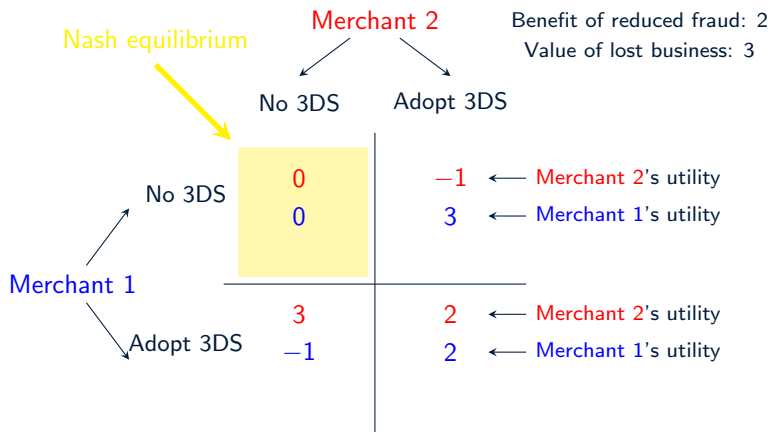 Merchant 2
Benefit of reduced fraud: 2
Value of lost business: 3
Nash equilibrium
No 3DS
Adopt 3DS
No 3DS
0
−1
Merchant 2's utility
0
3
Merchant 1's utility
Merchant 1
Adopt 3DS
3
2
Merchant 2's utility
−1
2
Merchant 1's utility